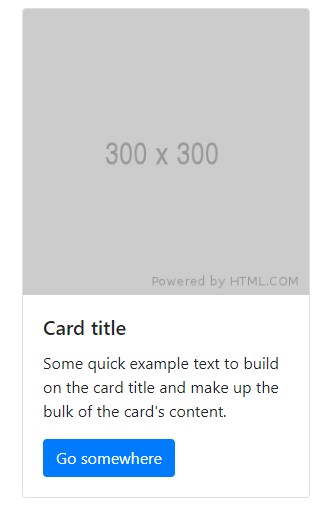 300 x 300
Powered by HTML.COM
Card title
Some quick example text to build
on the card title and make up the
bulk of the card's content.
Go somewhere